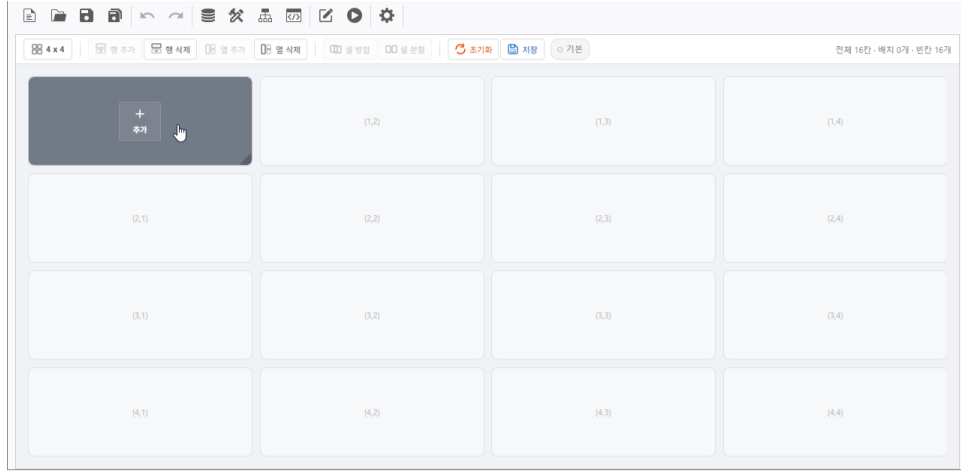 4 x 4 행 추가 행 삭제 열 추가 열 삭제 셀 병합 셀 분할 초기화 저장 기본 전체 16칸 · 배치 0개 · 빈칸 16개
+ 추가 (1,2) (1,3) (1,4)
(2,1) (2,2) (2,3) (2,4)
(3,1) (3,2) (3,3) (3,4)
(4,1) (4,2) (4,3) (4,4)